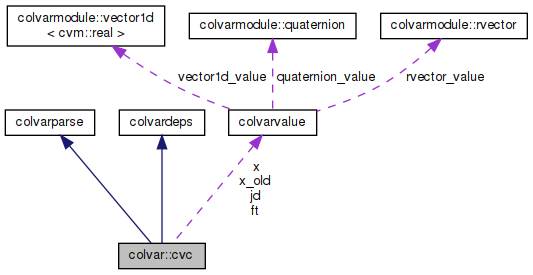 colvarmodule::vector1d
< cvm::real >
colvarmodule::quaternion
colvarmodule::rvector
vector1d_value
quaternion_value
rvector_value
colvarparse
colvardeps
colvarvalue
x
x_old
jd
ft
colvar::cvc